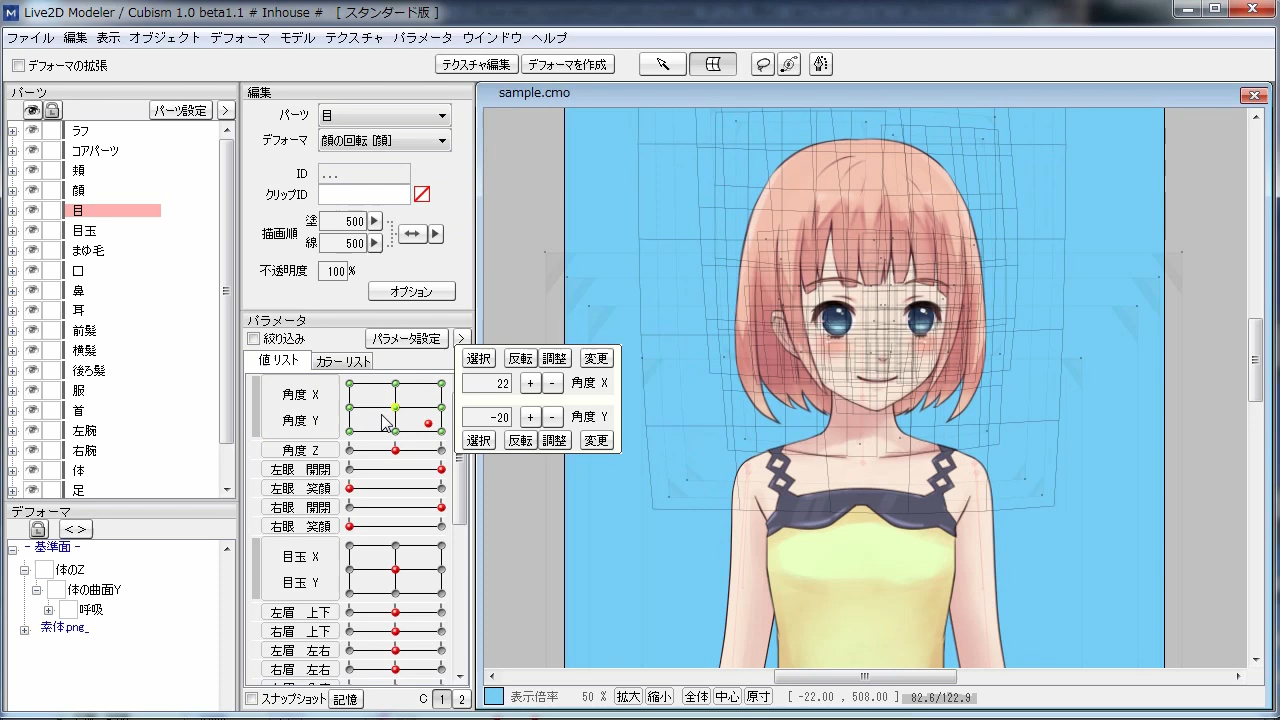 Live2D Modeler / Cubism 1.0 beta1.1 # Inhouse #　[ スタンダード版 ]
ファイル 編集 表示 オブジェクト デフォーマ モデル テクスチャ パラメータ ウインドウ ヘルプ
デフォーマの拡張
テクスチャ編集 デフォーマを作成
パーツ
パーツ設定 >
ラフ
コアパーツ
頬
顔
目
目玉
まゆ毛
口
鼻
耳
前髪
横髪
後ろ髪
服
首
左腕
右腕
体
足
デフォーマ
< >
- 基準面 -
体のZ
体の曲面Y
呼吸
素体png_
編集
パーツ 目
デフォーマ 顔の回転 [顔]
ID ...
クリップID
描画順 塗 500
線 500
不透明度 100 %
オプション
パラメータ
絞り込み パラメータ設定 >
値リスト カラーリスト
角度 X
角度 Y
角度 Z
左眼 開閉
左眼 笑顔
右眼 開閉
右眼 笑顔
目玉 X
目玉 Y
左眉 上下
右眉 上下
左眉 左右
右眉 左右
スナップショット 記憶 C 1 2
選択 反転 調整 変更
22 + - 角度 X
-20 + - 角度 Y
選択 反転 調整 変更
sample.cmo
表示倍率 50 % 拡大 縮小 全体 中心 原寸 [ -22.00 , 508.00 ] 82.6/122.8